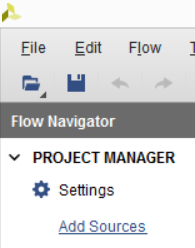 File Edit Flow
Flow Navigator
PROJECT MANAGER
Settings
Add Sources